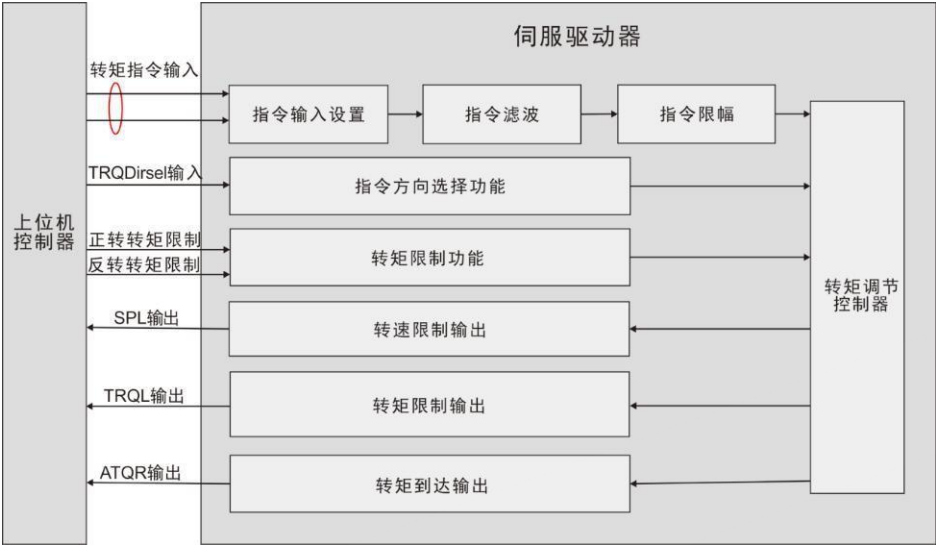 伺服驱动器
转矩指令输入
指令输入设置
指令滤波
指令限幅
TRQDirsel输入
指令方向选择功能
上位机
控制器
正转转矩限制
反转转矩限制
转矩限制功能
转矩调节
控制器
SPL输出
转速限制输出
TRQL输出
转矩限制输出
ATQR输出
转矩到达输出